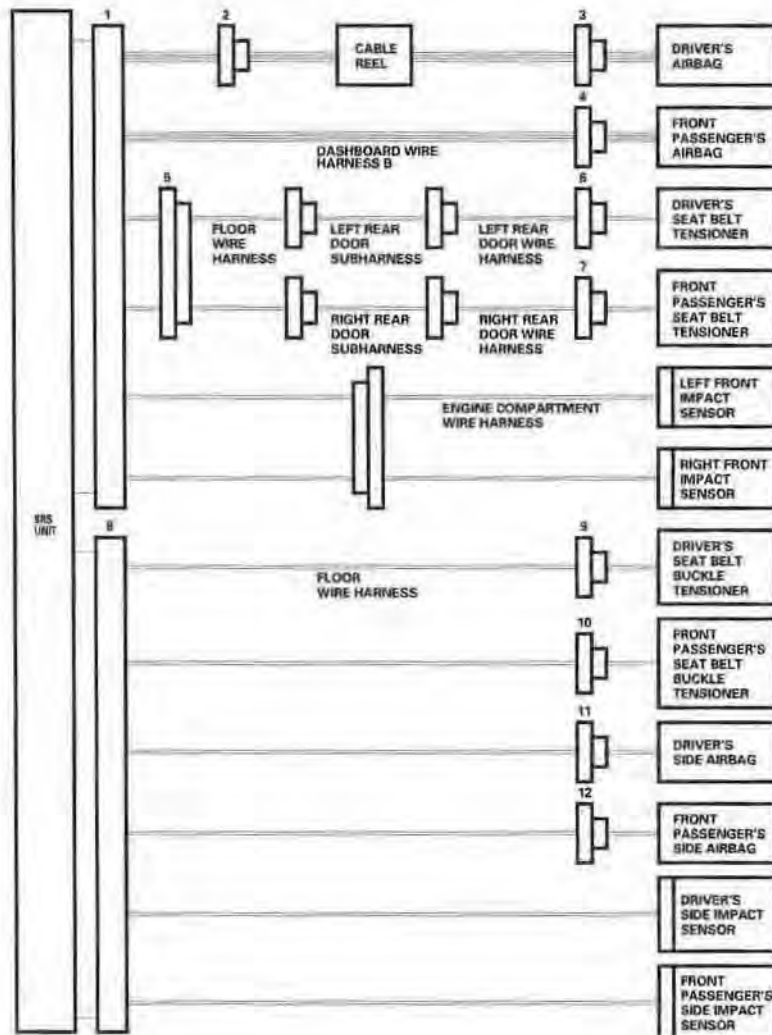 1
2
3
CABLE
REEL
DRIVER'S
AIRBAG
4
FRONT
PASSENGER'S
AIRBAG
DASHBOARD WIRE
HARNESS B
5
6
FLOOR
WIRE
HARNESS
LEFT REAR
DOOR
SUBHARNESS
LEFT REAR
DOOR WIRE
HARNESS
DRIVER'S
SEAT BELT
TENSIONER
7
RIGHT REAR
DOOR
SUBHARNESS
RIGHT REAR
DOOR WIRE
HARNESS
FRONT
PASSENGER'S
SEAT BELT
TENSIONER
ENGINE COMPARTMENT
WIRE HARNESS
LEFT FRONT
IMPACT
SENSOR
RIGHT FRONT
IMPACT
SENSOR
SRS
UNIT
8
9
FLOOR
WIRE HARNESS
DRIVER'S
SEAT BELT
BUCKLE
TENSIONER
10
FRONT
PASSENGER'S
SEAT BELT
BUCKLE
TENSIONER
11
DRIVER'S
SIDE AIRBAG
12
FRONT
PASSENGER'S
SIDE AIRBAG
DRIVER'S
SIDE IMPACT
SENSOR
FRONT
PASSENGER'S
SIDE IMPACT
SENSOR